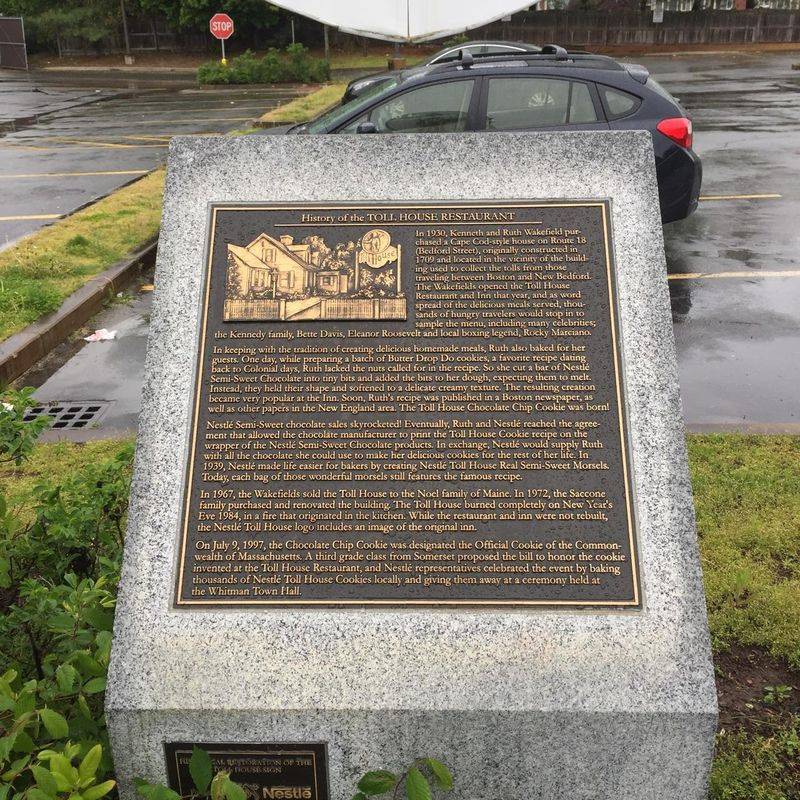 STOP
History of the TOLL HOUSE RESTAURANT
House
In 1930, Kenneth and Ruth Wakefield pur-
chased a Cape Cod-style house on Route 18
(Bedford Street), originally constructed in
1709 and located in the vicinity of the build-
ing used to collect the tolls from those
traveling between Boston and New Bedford.
The Wakefields opened the Toll House
Restaurant and Inn that year, and as word
spread of the delicious meals served, thou-
sands of hungry travelers would stop in to
sample the menu, including many celebrities;
the Kennedy family, Bette Davis, Eleanor Roosevelt and local boxing legend, Rocky Marciano.
In keeping with the tradition of creating delicious homemade meals, Ruth also baked for her
guests. One day, while preparing a batch of Butter Drop Do cookies, a favorite recipe dating
back to Colonial days, Ruth lacked the nuts called for in the recipe. So she cut a bar of Nestlé
Semi-Sweet Chocolate into tiny bits and added the bits to her dough, expecting them to melt.
Instead, they held their shape and softened to a delicate creamy texture. The resulting creation
became very popular at the Inn. Soon, Ruth's recipe was published in a Boston newspaper, as
well as other papers in the New England area. The Toll House Chocolate Chip Cookie was born!
Nestlé Semi-Sweet chocolate sales skyrocketed! Eventually, Ruth and Nestlé reached the agree-
ment that allowed the chocolate manufacturer to print the Toll House Cookie recipe on the
wrapper of the Nestlé Semi-Sweet Chocolate products. In exchange, Nestlé would supply Ruth
with all the chocolate she could use to make her delicious cookies for the rest of her life. In
1939, Nestlé made life easier for bakers by creating Nestlé Toll House Real Semi-Sweet Morsels.
Today, each bag of those wonderful morsels still features the famous recipe.
In 1967, the Wakefields sold the Toll House to the Noel family of Maine. In 1972, the Saccone
family purchased and renovated the building. The Toll House burned completely on New Year's
Eve 1984, in a fire that originated in the kitchen. While the restaurant and inn were not rebuilt,
the Nestlé Toll House logo includes an image of the original inn.
On July 9, 1997, the Chocolate Chip Cookie was designated the Official Cookie of the Common-
wealth of Massachusetts. A third grade class from Somerset proposed the bill to honor the cookie
invented at the Toll House Restaurant, and Nestlé representatives celebrated the event by baking
thousands of Nestlé Toll House Cookies locally and giving them away at a ceremony held at
the Whitman Town Hall.
HISTORICAL RESTORATION OF THE
TOLL HOUSE SIGN
Nestlé